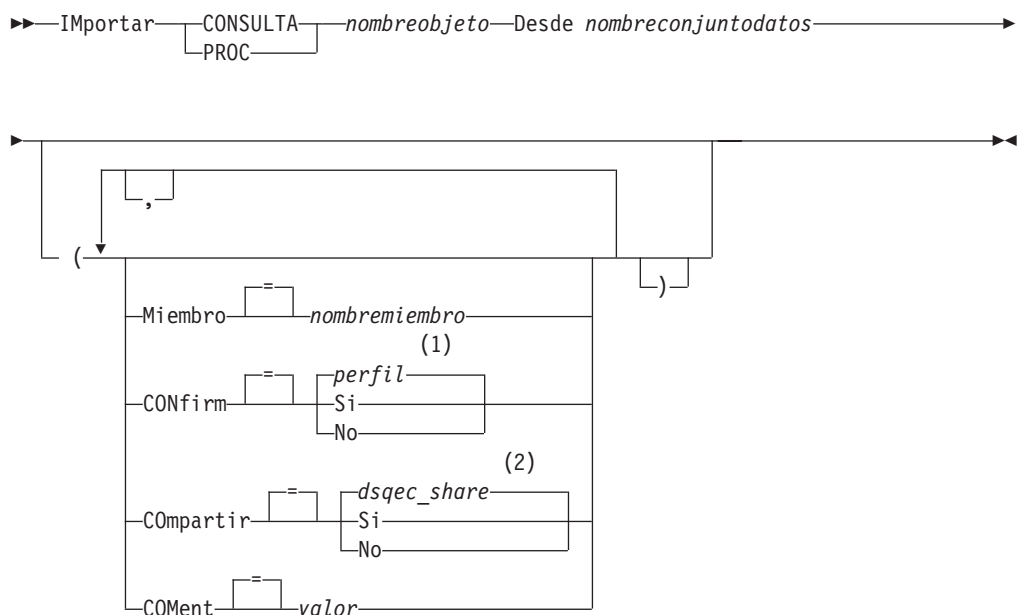 IMportar CONSULTA nombreobjeto Desde nombreconjuntodatos
PROC
,
( )
=
Miembro nombremiembro
(1)
= perfil
CONfirm Si
No
(2)
= dsqec_share
COmpartir Si
No
=
COMent valor